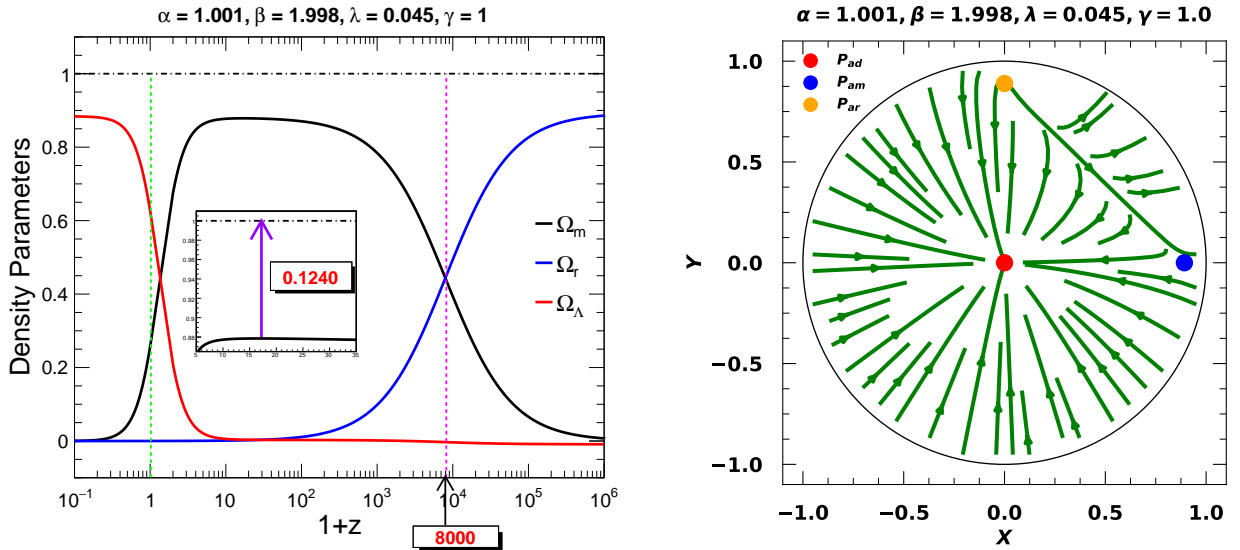 α = 1.001, β = 1.998, λ = 0.045, γ = 1
Density Parameters
1
0.8
0.6
0.4
0.2
0
10⁻¹ 1 10 10² 10³ 10⁴ 10⁵ 10⁶
1+z
8000
Ωm
Ωr
ΩΛ
1
0.98
0.96
0.94
0.92
0.9
0.88
5 10 15 20 25 30 35
0.1240
α = 1.001, β = 1.998, λ = 0.045, γ = 1.0
P_ad
P_am
P_ar
Y
1.0
0.5
0.0
−0.5
−1.0
−1.0 −0.5 0.0 0.5 1.0
X